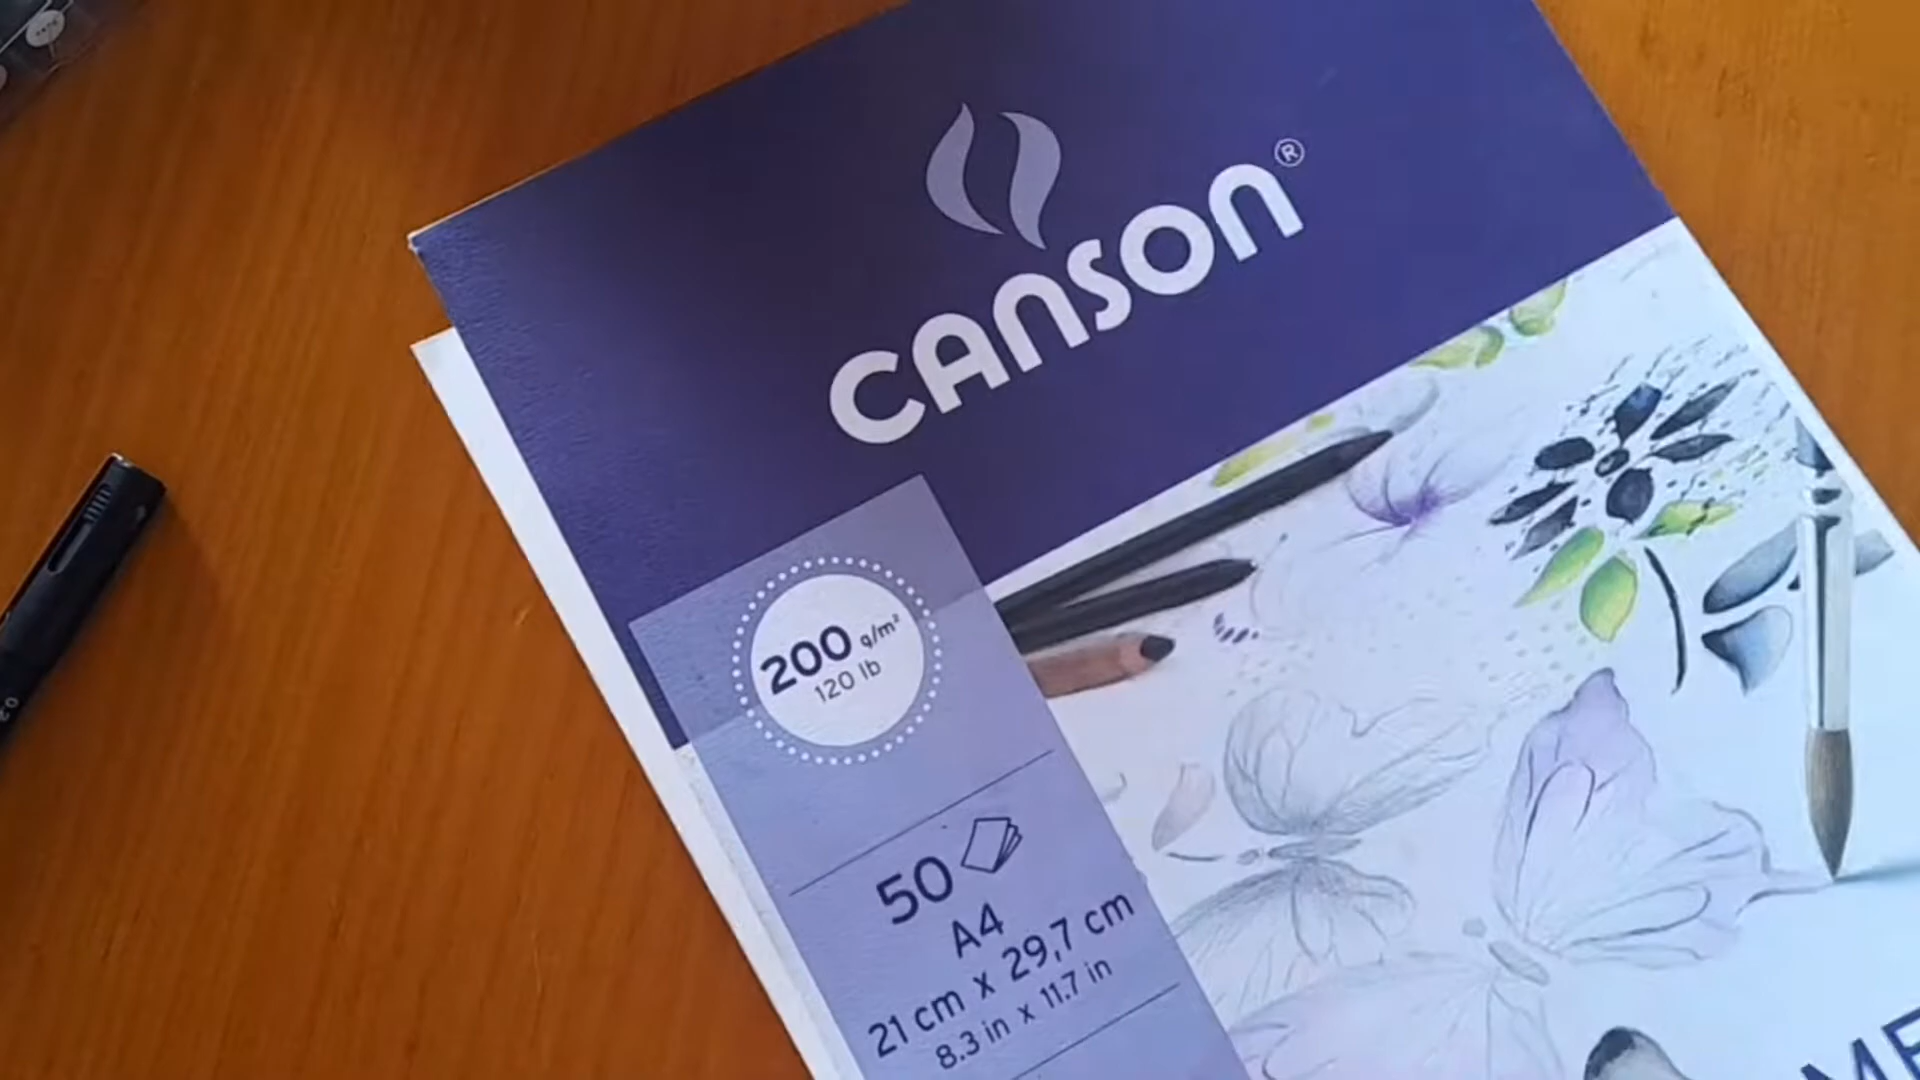 CANSON®
200 g/m²
120 lb
50
A4
21 cm x 29,7 cm
8.3 in x 11.7 in